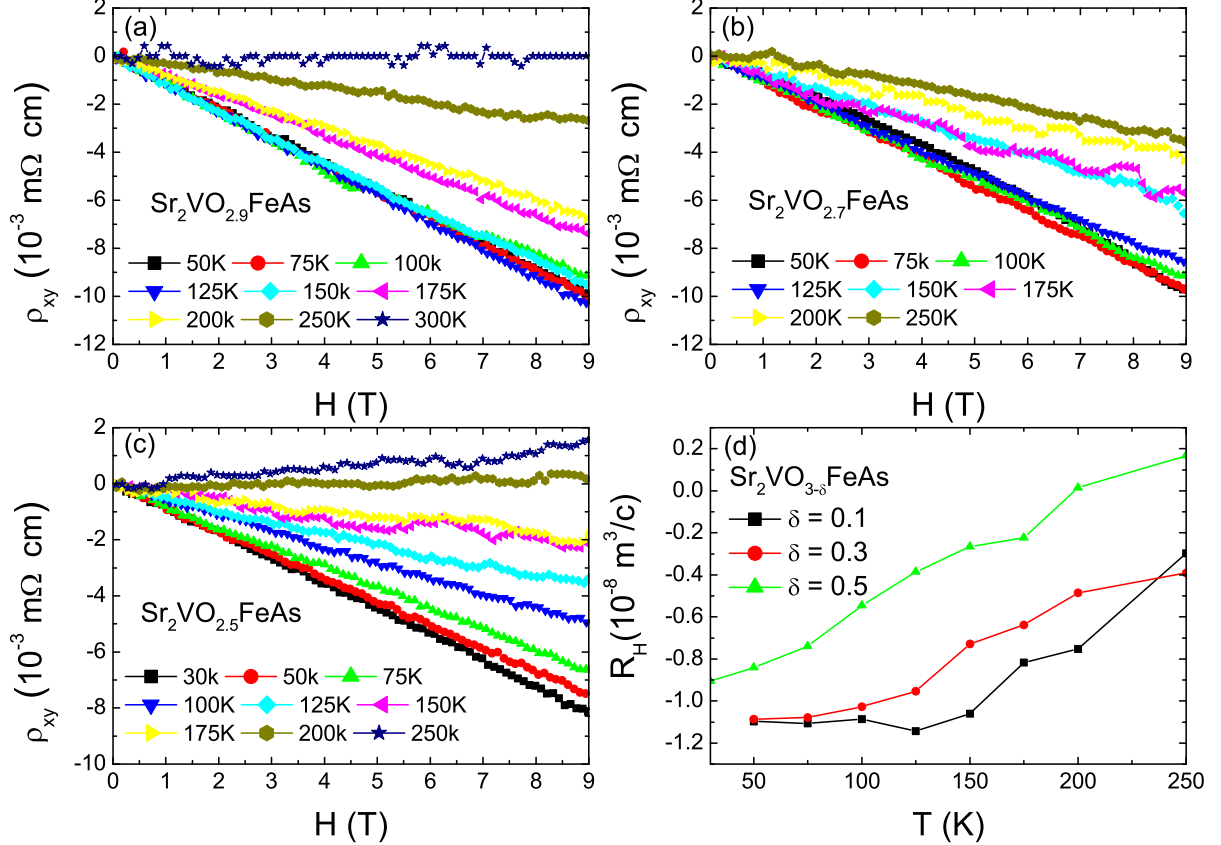 (a)
2
0
-2
-4
-6
-8
-10
-12
ρxy (10⁻³ mΩ cm)
Sr₂VO₂.₉FeAs
50K 75K 100k
125K 150k 175K
200k 250K 300K
0 1 2 3 4 5 6 7 8 9
H (T)
(b)
2
0
-2
-4
-6
-8
-10
-12
ρxy (10⁻³ mΩ cm)
Sr₂VO₂.₇FeAs
50K 75k 100K
125K 150K 175K
200K 250K
0 1 2 3 4 5 6 7 8 9
H (T)
(c)
2
0
-2
-4
-6
-8
-10
ρxy (10⁻³ mΩ cm)
Sr₂VO₂.₅FeAs
30k 50k 75K
100K 125K 150K
175K 200k 250k
0 1 2 3 4 5 6 7 8 9
H (T)
(d)
0.2
0.0
-0.2
-0.4
-0.6
-0.8
-1.0
-1.2
R_H(10⁻⁸ m³/c)
Sr₂VO₃₋δFeAs
δ = 0.1
δ = 0.3
δ = 0.5
50 100 150 200 250
T (K)